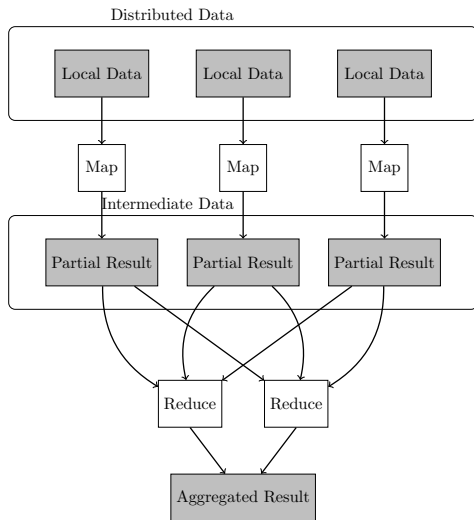 Distributed Data
Local Data Local Data Local Data
Map Map Map
Intermediate Data
Partial Result Partial Result Partial Result
Reduce Reduce
Aggregated Result